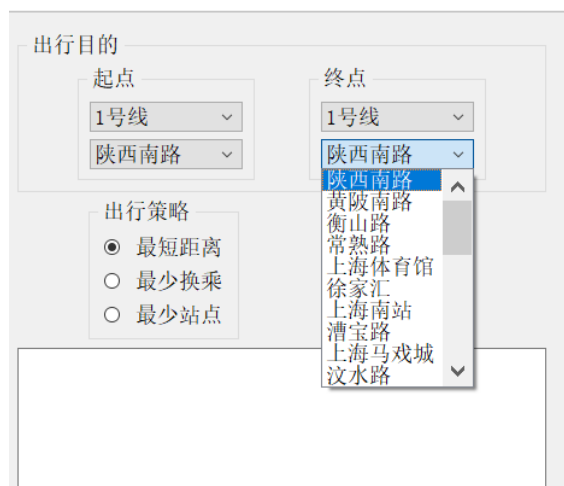 出行目的
起点
终点
1号线
1号线
陕西南路
陕西南路
陕西南路
黄陂南路
衡山路
常熟路
上海体育馆
徐家汇
上海南站
漕宝路
上海马戏城
汶水路
出行策略
最短距离
最少换乘
最少站点